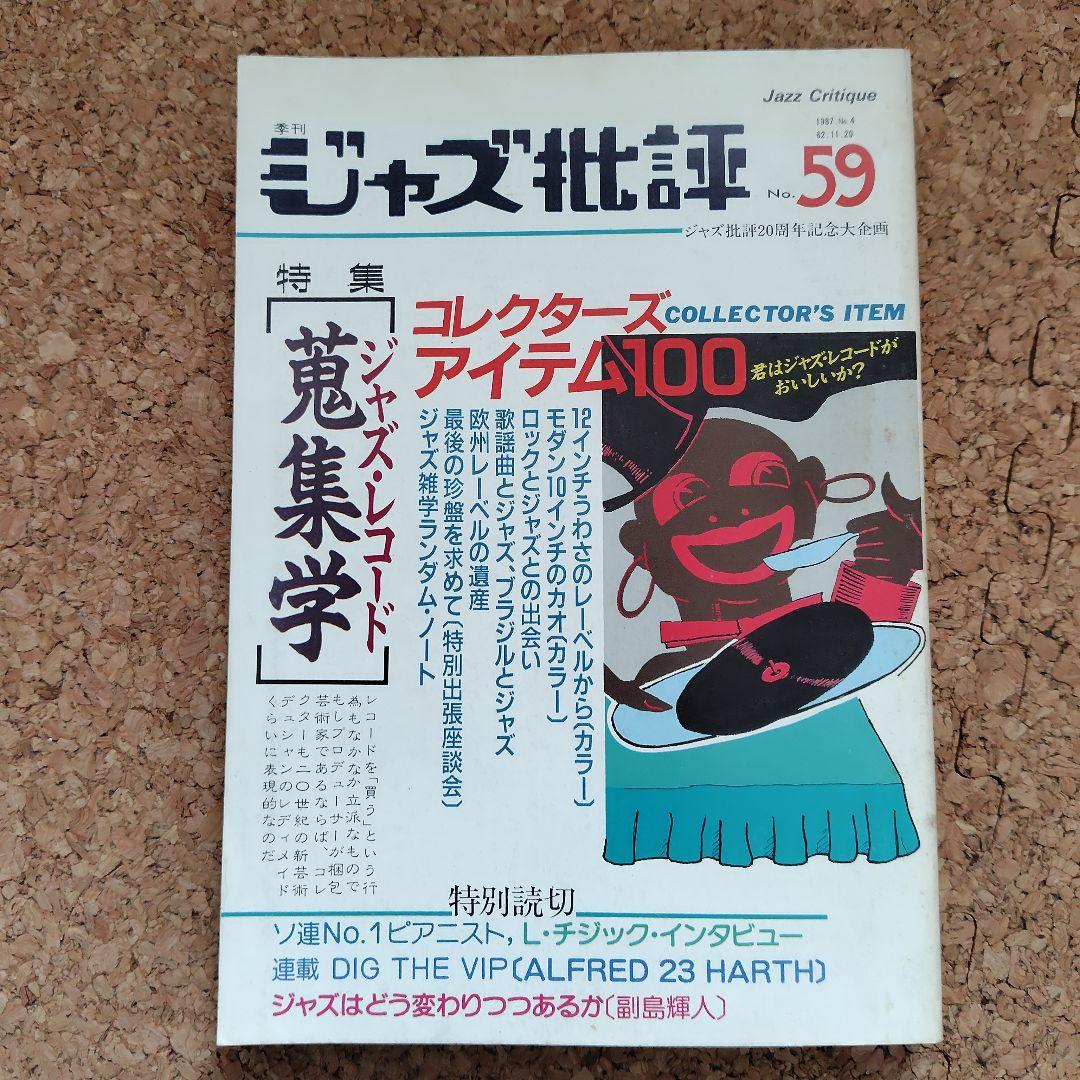 Jazz Critique
季刊
ジャズ批評
1987.No.4
62.11.20
No.59
ジャズ批評20周年記念大企画
特集
ジャズ・レコード
蒐集学
コレクターズ COLLECTOR'S ITEM
アイテム100
君はジャズ・レコードが
おいしいか?
12インチうわさのレーベルから〔カラー〕
モダン10インチのカオ〔カラー〕
ロックとジャズとの出会い
歌謡曲とジャズ、ブラジルとジャズ
欧州レーベルの遺産
最後の珍盤を求めて〔特別出張座談会〕
ジャズ雑学ランダム・ノート
レコードを「買う」という行
為もなかなか立派なもので
もしプロデューサーが梱包
芸術家であるならば、コレ
クターも二〇世紀の新芸術
デュシャンのレディメイド
くらいに表現的なのだ
特別読切
ソ連No.1ピアニスト, L・チジック・インタビュー
連載 DIG THE VIP〔ALFRED 23 HARTH〕
ジャズはどう変わりつつあるか〔副島輝人〕